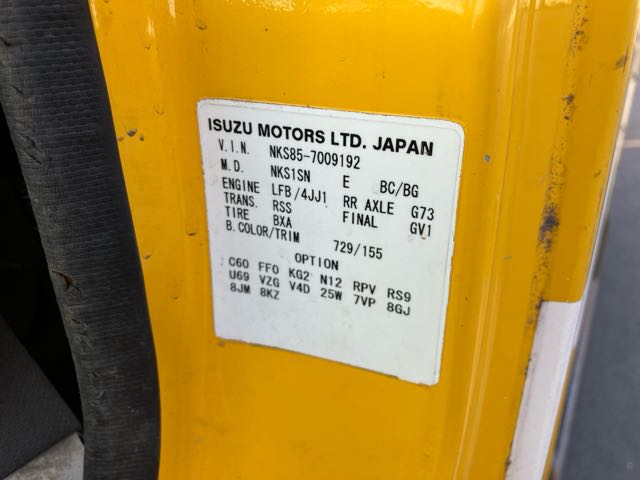 ISUZU MOTORS LTD. JAPAN
V.I.N. NKS85-7009192
M.D. NKS1SN E BC/BG
ENGINE LFB/4JJ1 RR AXLE G73
TRANS. RSS FINAL GV1
TIRE BXA
B.COLOR/TRIM 729/155
OPTION
C60 FFO KG2 N12 RPV RS9
U69 VZG V4D 25W 7VP 8GJ
8JM 8KZ